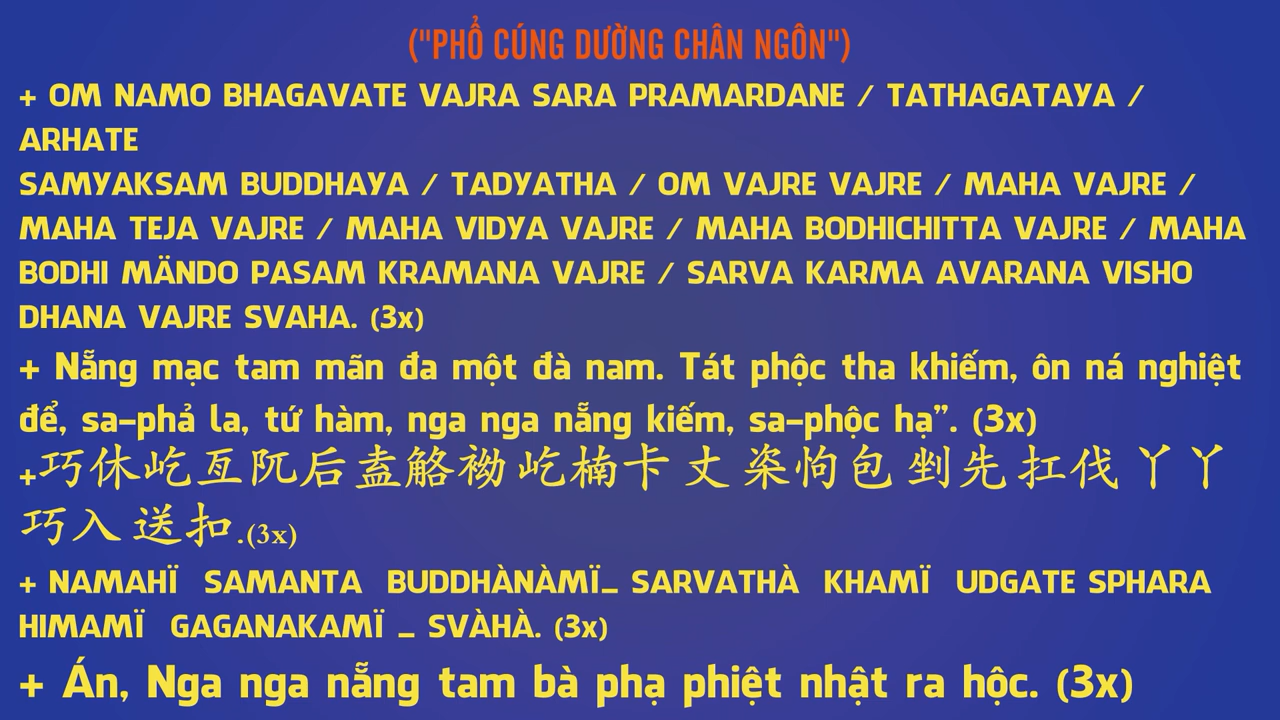 ("PHỔ CÚNG DƯỜNG CHÂN NGÔN")
+ OM NAMO BHAGAVATE VAJRA SARA PRAMARDANE / TATHAGATAYA /
ARHATE
SAMYAKSAM BUDDHAYA / TADYATHA / OM VAJRE VAJRE / MAHA VAJRE /
MAHA TEJA VAJRE / MAHA VIDYA VAJRE / MAHA BODHICHITTA VAJRE / MAHA
BODHI MÄNDO PASAM KRAMANA VAJRE / SARVA KARMA AVARANA VISHO
DHANA VAJRE SVAHA. (3x)
+ Nẵng mạc tam mãn đa một đà nam. Tát phộc tha khiếm, ôn ná nghiệt
để, sa-phả la, tứ hàm, nga nga nẵng kiếm, sa-phộc hạ”. (3x)
+巧休屹亙阢后盍觡袎屹楠卡丈楶恦包剉先扛伐丫丫
巧入送扣.(3x)
+ NAMAHÏ SAMANTA BUDDHÀNÀMÏ_ SARVATHÀ KHAMÏ UDGATE SPHARA
HIMAMÏ GAGANAKAMÏ _ SVÀHÀ. (3x)
+ Án, Nga nga nẵng tam bà phạ phiệt nhật ra hộc. (3x)